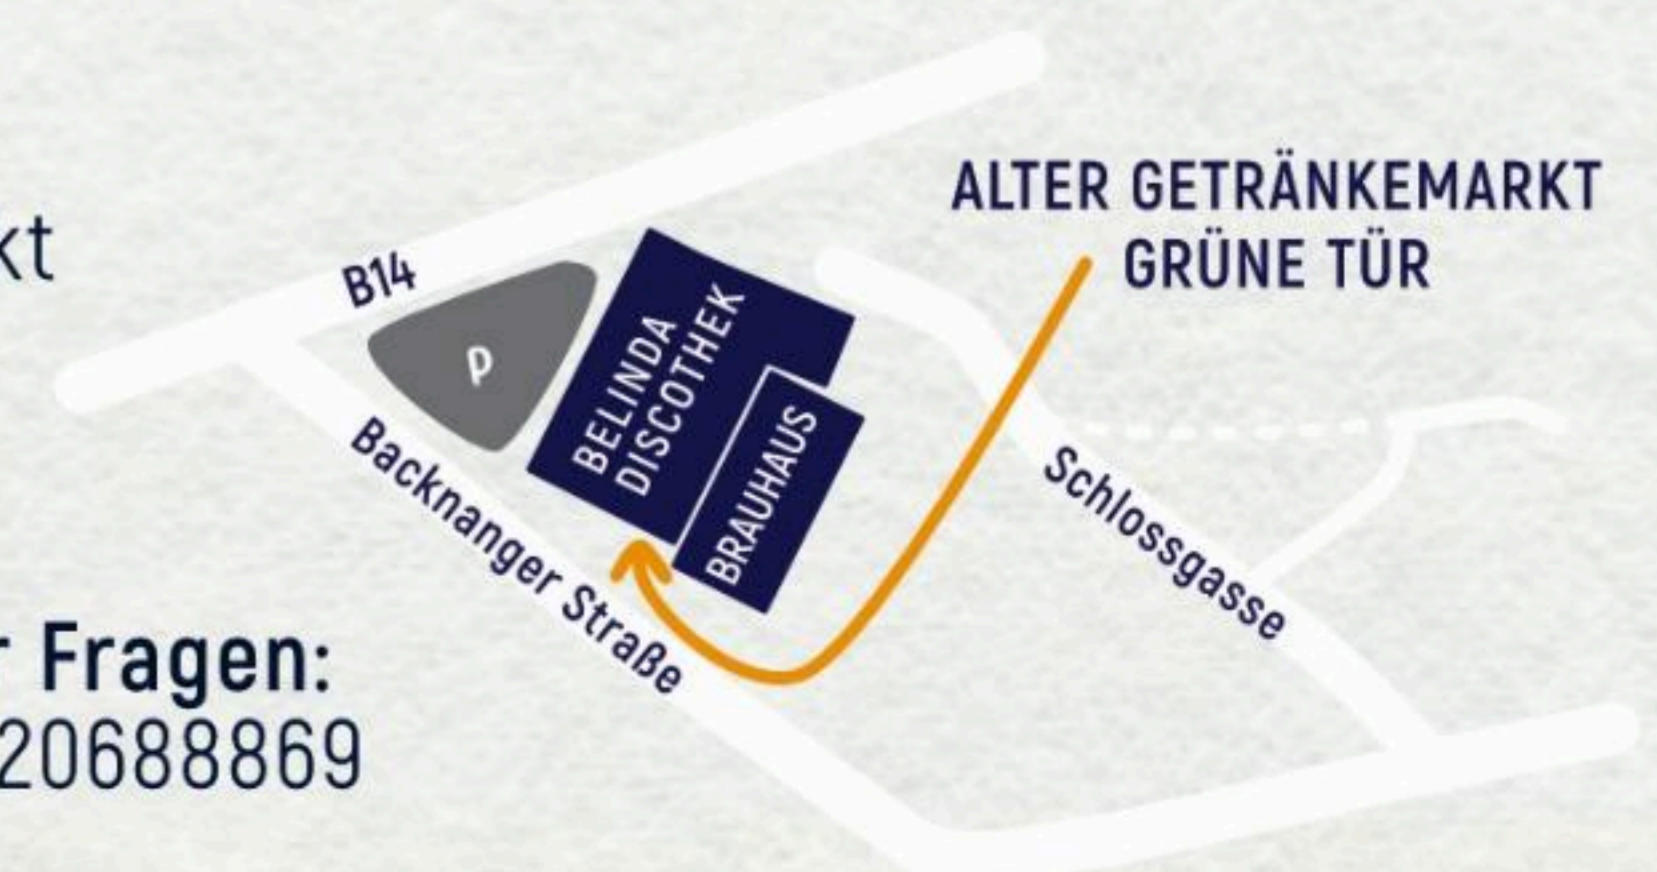 kt
r Fragen:
20688869
B14
P
BELINDA
DISCOTHEK
BRAUHAUS
Backnanger Straße
ALTER GETRÄNKEMARKT
GRÜNE TÜR
Schlossgasse